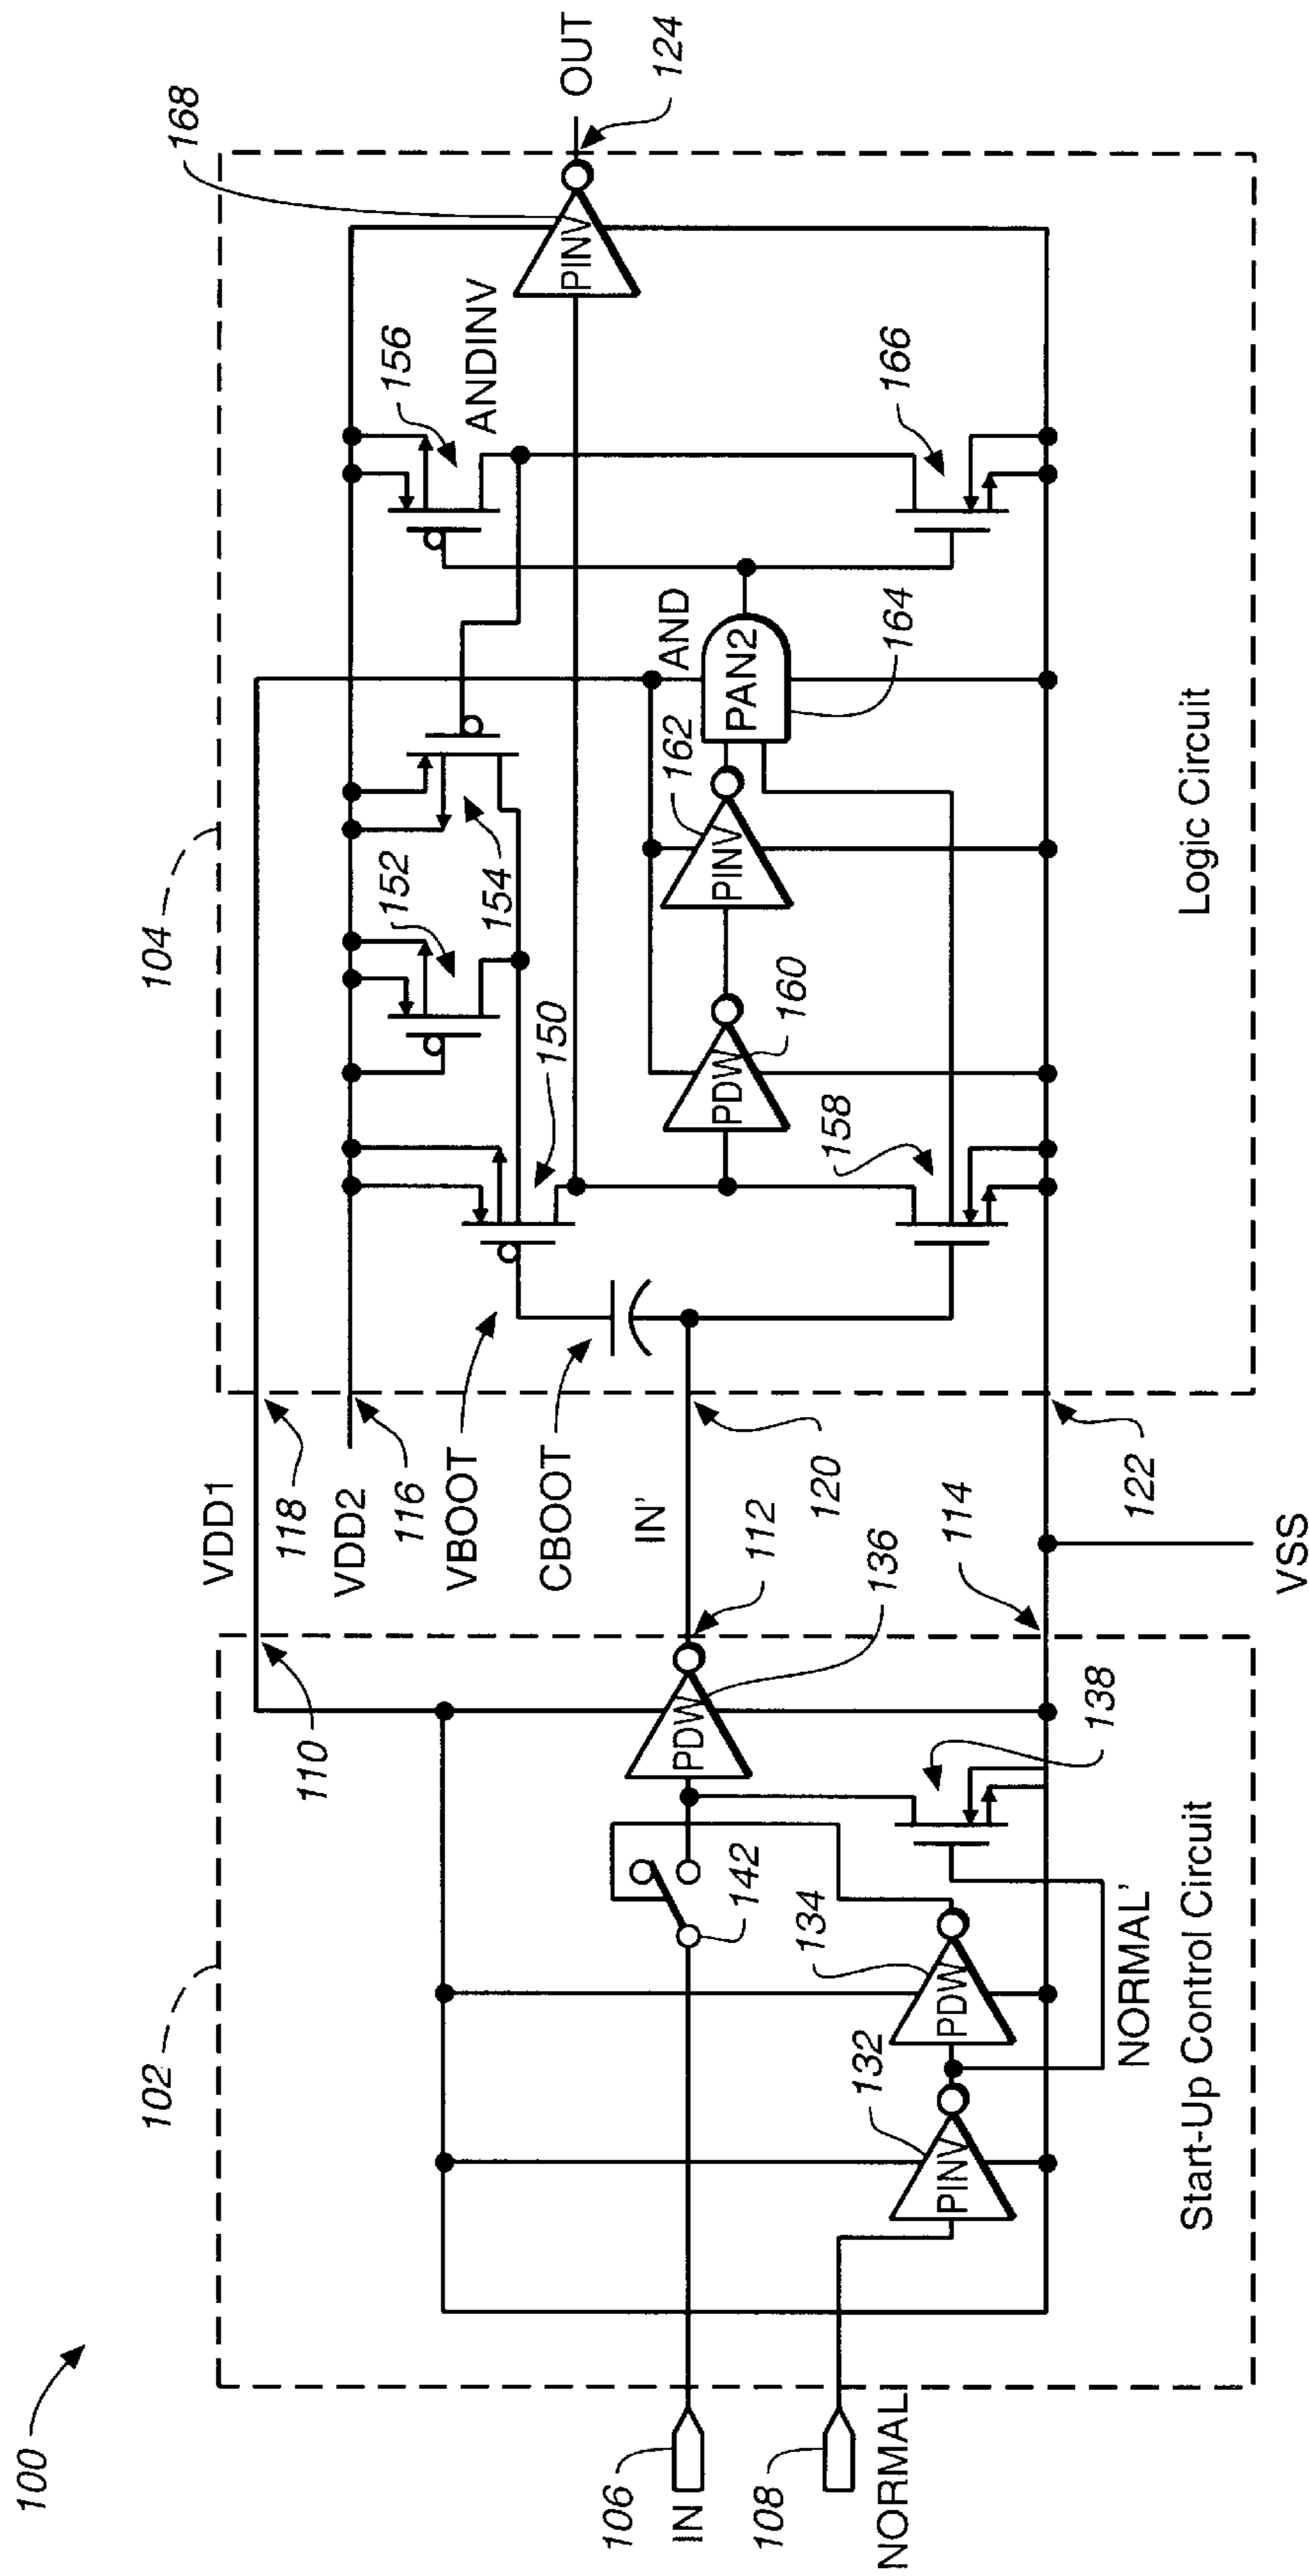 100
102
104
106
IN
108
NORMAL
110
VDD1
118
VDD2
116
VBOOT
CBOOT
IN'
112
120
136
114
122
VSS
138
142
134
132
PINV
PDW
PDW
NORMAL'
Start-Up Control Circuit
150
152
154
156
ANDINV
158
160
PDW
162
PINV
AND
PAN2
164
166
168
PINV
OUT
124
Logic Circuit